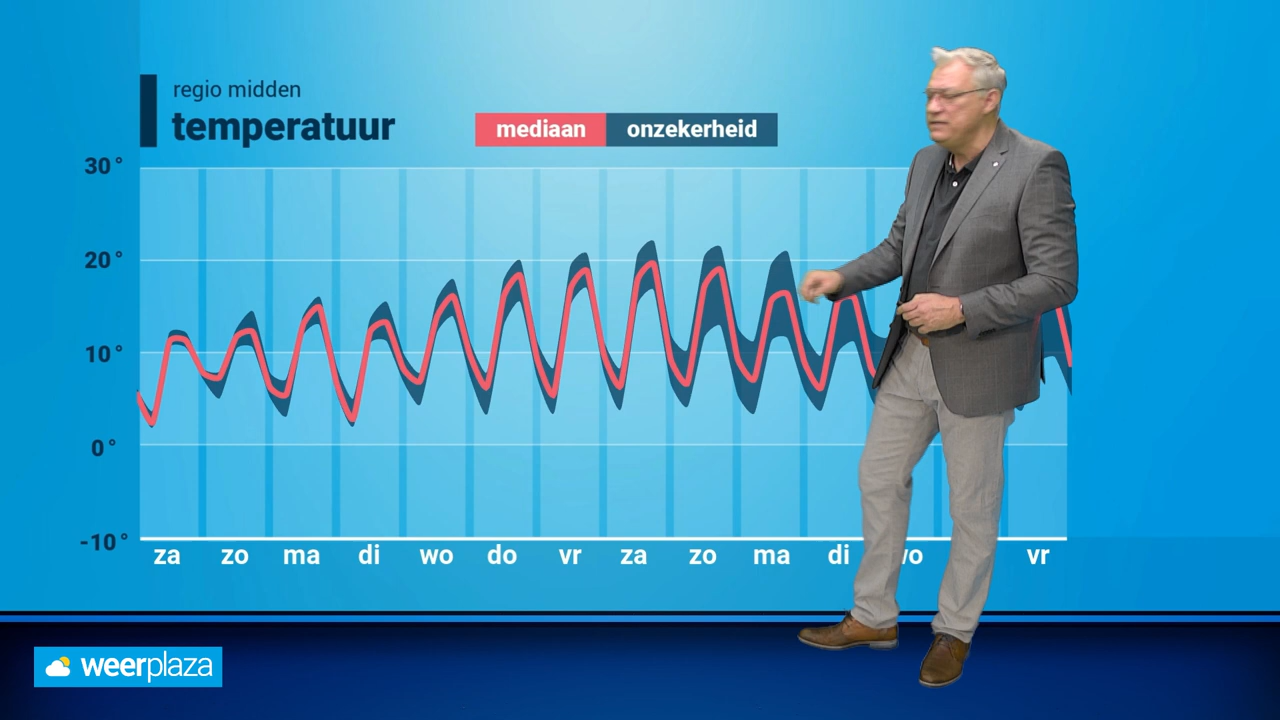 regio midden
temperatuur
mediaan onzekerheid
30°
20°
10°
0°
-10°
za zo ma di wo do vr za zo ma di vr
weerplaza